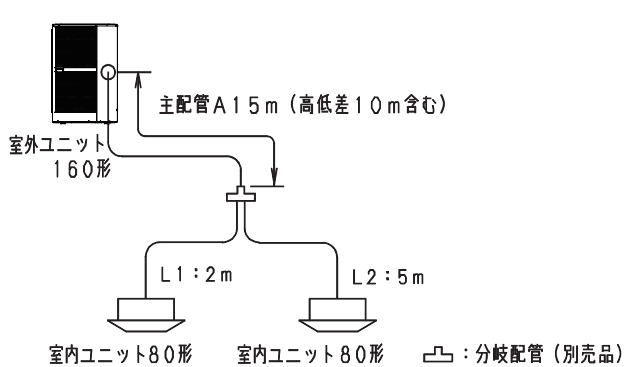 主配管A15m(高低差10m含む)
室外ユニット
160形
L1:2m
L2:5m
室内ユニット80形
室内ユニット80形
:分岐配管(別売品)